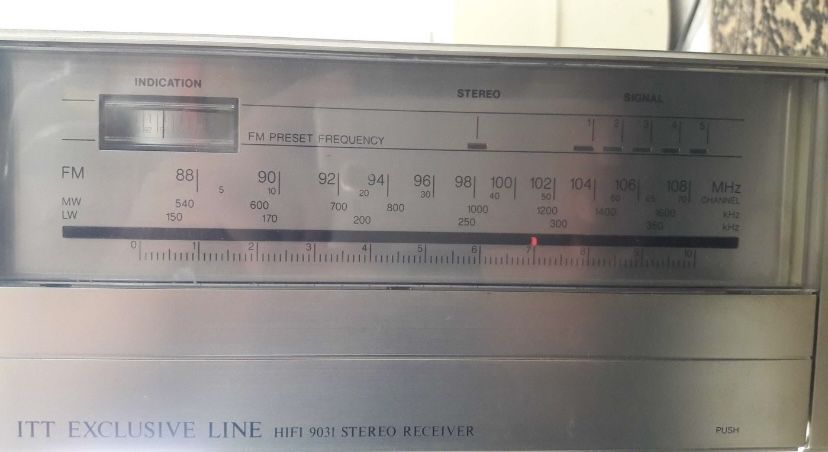 INDICATION
STEREO
SIGNAL
1 2 3 4 5
FM PRESET FREQUENCY
FM 88 90 92 94 96 98 100 102 104 106 108 MHz
5 10 20 30 40 50 60 70 CHANNEL
MW 540 600 700 800 1000 1200 1400 1600 kHz
LW 150 170 200 250 300 350 kHz
0 1 2 3 4 5 6 7 8 9 10
ITT EXCLUSIVE LINE HIFI 9031 STEREO RECEIVER
PUSH